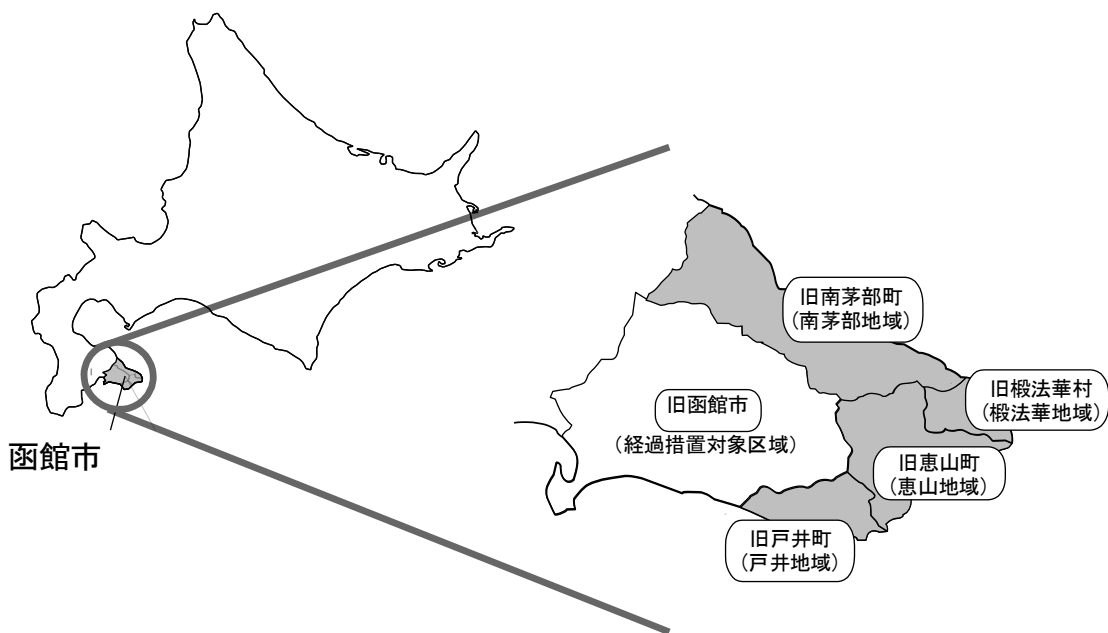 函館市
旧南茅部町
(南茅部地域)
旧椴法華村
(椴法華地域)
旧函館市
(経過措置対象区域)
旧恵山町
(恵山地域)
旧戸井町
(戸井地域)